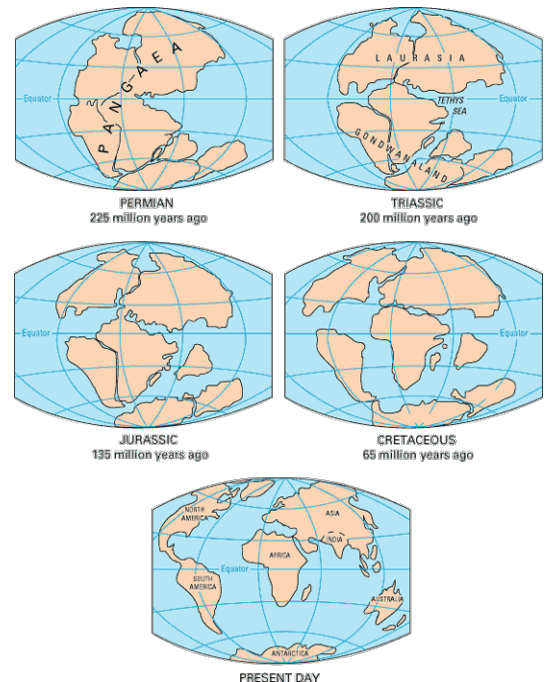 Equator
PANGAEA
PERMIAN
225 million years ago
LAURASIA
Equator
TETHYS
SEA
GONDWANALAND
TRIASSIC
200 million years ago
Equator
JURASSIC
135 million years ago
Equator
CRETACEOUS
65 million years ago
NORTH
AMERICA
ASIA
INDIA
AFRICA
Equator
SOUTH
AMERICA
AUSTRALIA
ANTARCTICA
PRESENT DAY